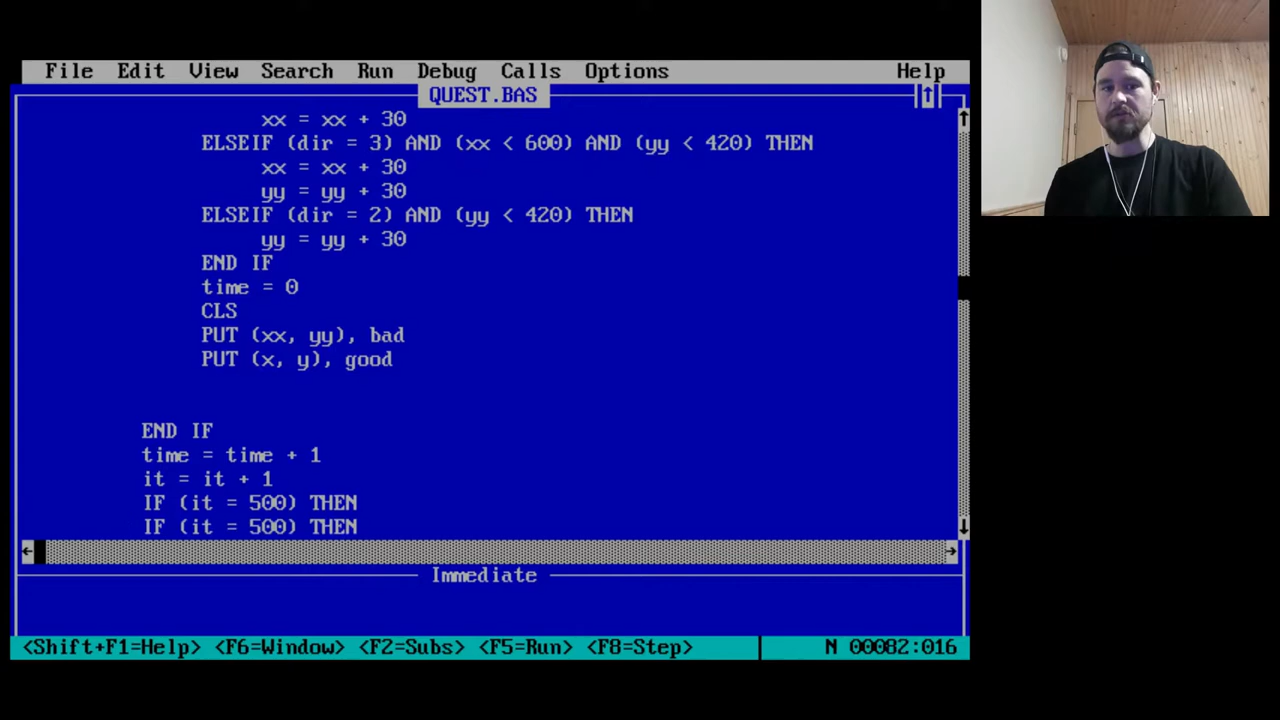 File Edit View Search Run Debug Calls Options Help
QUEST.BAS
xx = xx + 30
ELSEIF (dir = 3) AND (xx < 600) AND (yy < 420) THEN
xx = xx + 30
yy = yy + 30
ELSEIF (dir = 2) AND (yy < 420) THEN
yy = yy + 30
END IF
time = 0
CLS
PUT (xx, yy), bad
PUT (x, y), good
END IF
time = time + 1
it = it + 1
IF (it = 500) THEN
IF (it = 500) THEN
Immediate
<Shift+F1=Help> <F6=Window> <F2=Subs> <F5=Run> <F8=Step> N 00082:016